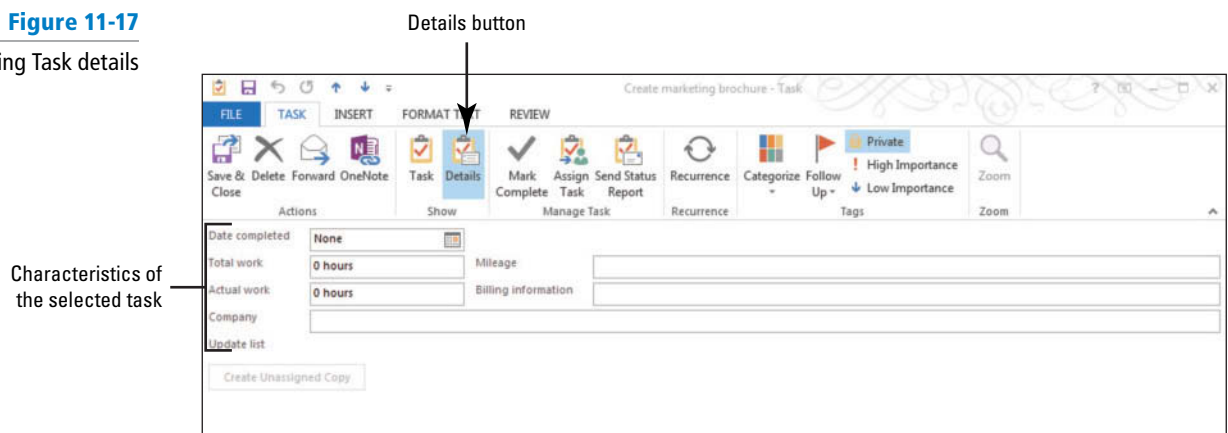 Figure 11-17
Details button
ing Task details
Create marketing brochure - Task
FILE TASK INSERT FORMAT TEXT REVIEW
Save & Close Delete Forward OneNote
Task Details
Mark Complete Assign Task Send Status Report
Recurrence
Categorize Follow Up
Private
High Importance
Low Importance
Zoom
Actions Show Manage Task Recurrence Tags Zoom
Date completed None
Total work 0 hours Mileage
Actual work 0 hours Billing information
Company
Update list
Create Unassigned Copy
Characteristics of
the selected task